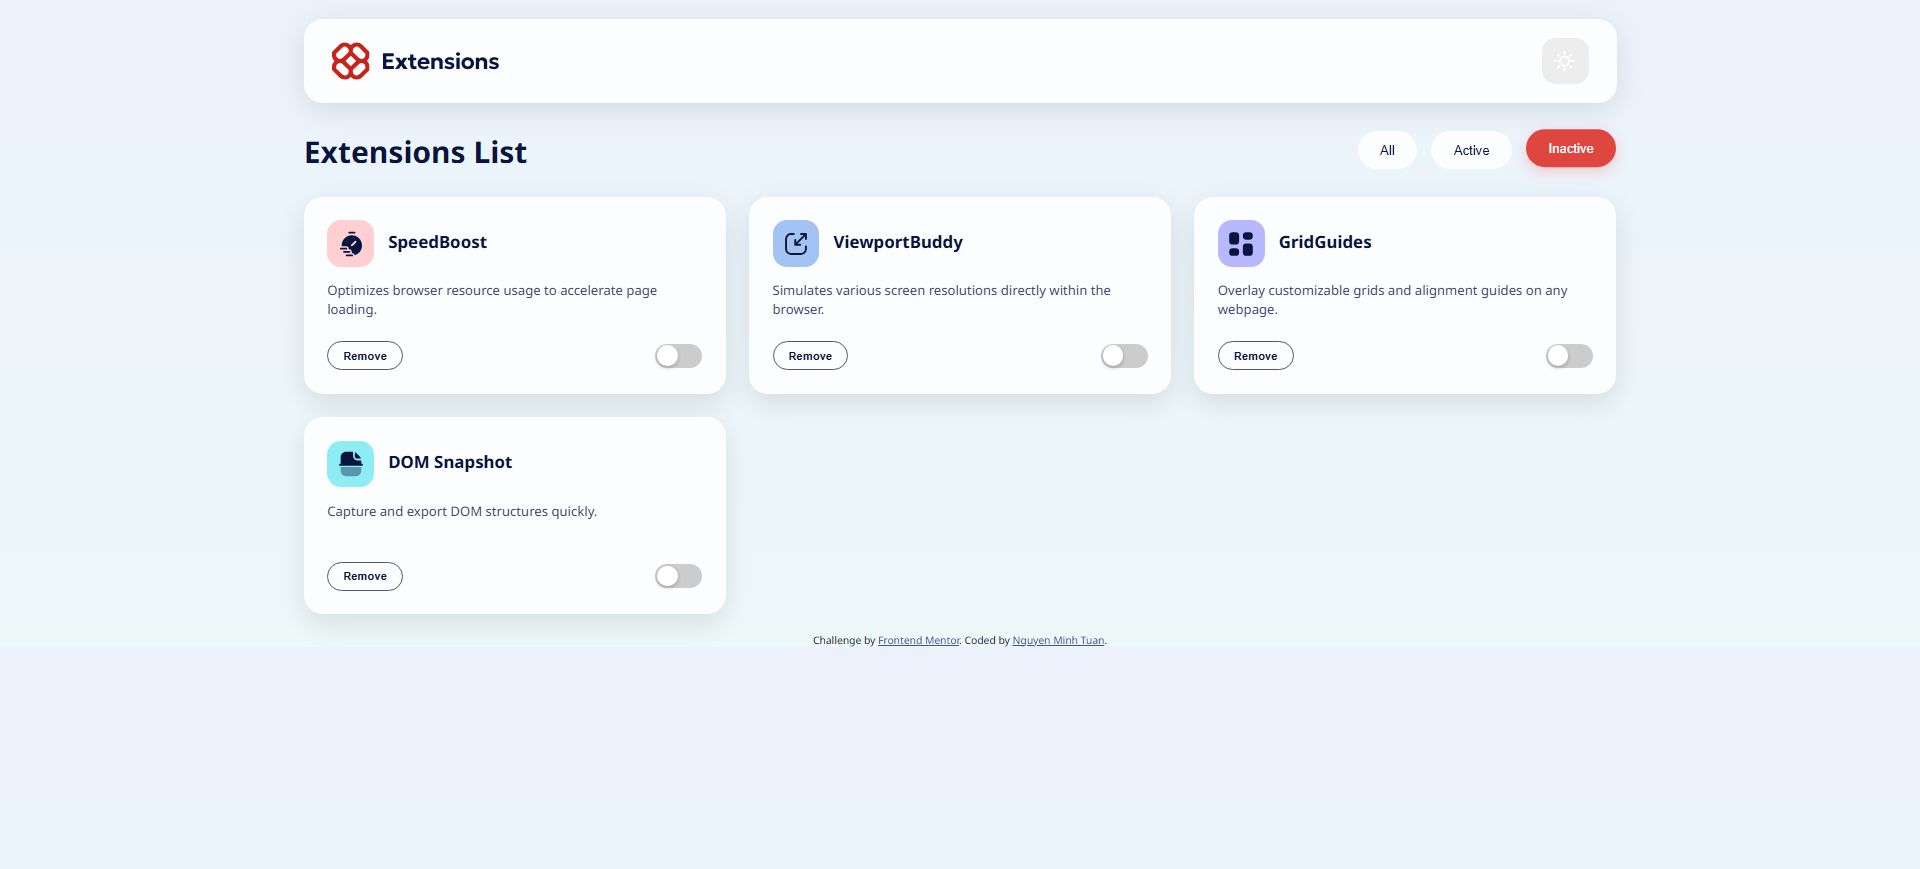 Extensions
Extensions List
All
Active
Inactive
SpeedBoost
Optimizes browser resource usage to accelerate page
loading.
Remove
ViewportBuddy
Simulates various screen resolutions directly within the
browser.
Remove
GridGuides
Overlay customizable grids and alignment guides on any
webpage.
Remove
DOM Snapshot
Capture and export DOM structures quickly.
Remove
Challenge by Frontend Mentor. Coded by Nguyen Minh Tuan.